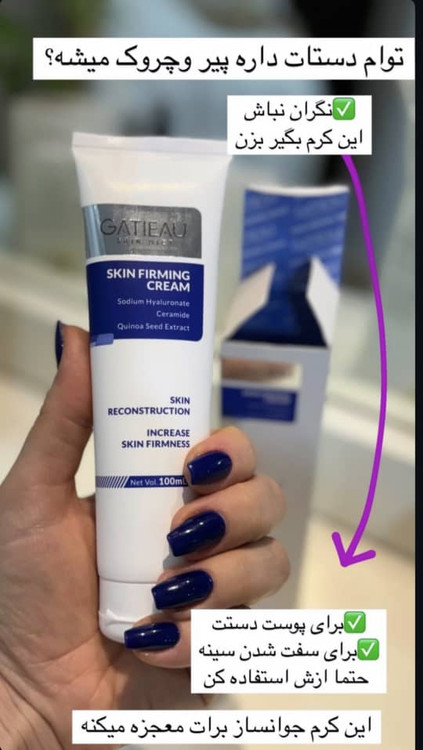 توام دستات داره پیر وچروک میشه؟
✅نگران نباش
این کرم بگیر بزن
GATIEAU
SKIN DIET
SKIN FIRMING
CREAM
Sodium Hyaluronate
Ceramide
Quinoa Seed Extract
SKIN
RECONSTRUCTION
INCREASE
SKIN FIRMNESS
Net Vol.100mL
✅برای پوست دستت
✅برای سفت شدن سینه
حتما ازش استفاده کن
این کرم جوانساز برات معجزه میکنه